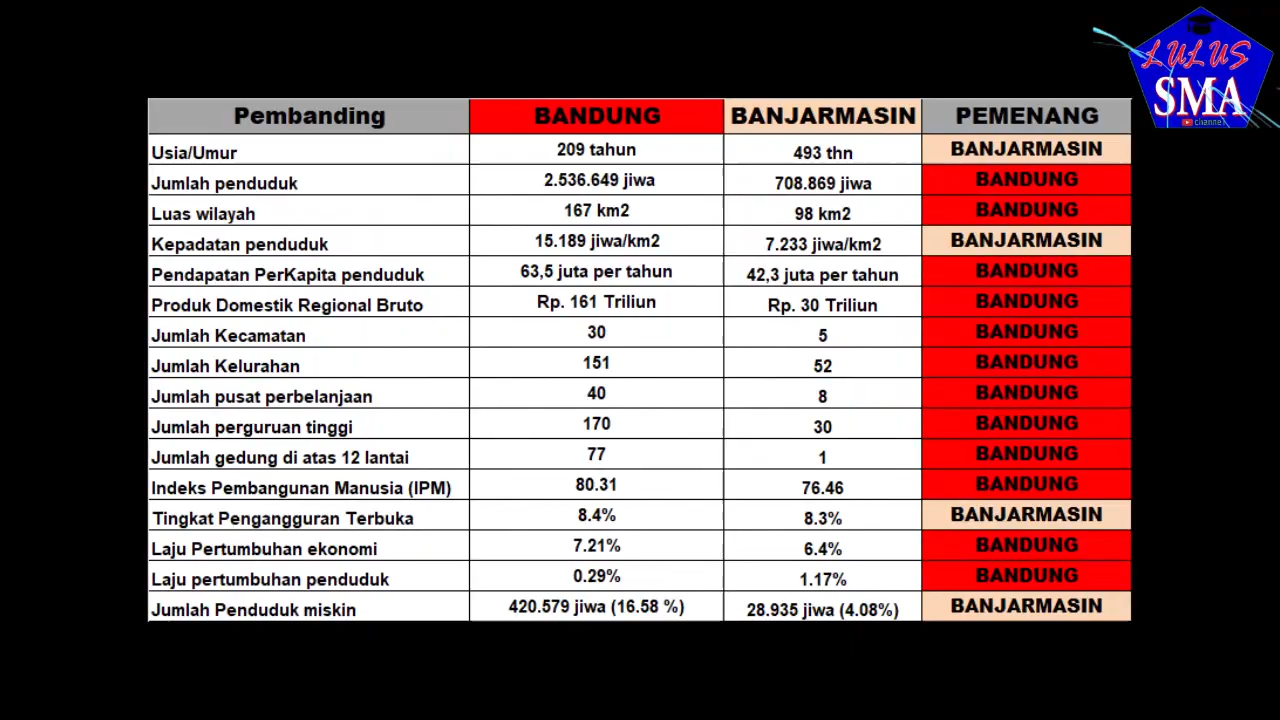 LULUS
SMA
channel
Pembanding BANDUNG BANJARMASIN PEMENANG
Usia/Umur 209 tahun 493 thn BANJARMASIN
Jumlah penduduk 2.536.649 jiwa 708.869 jiwa BANDUNG
Luas wilayah 167 km2 98 km2 BANDUNG
Kepadatan penduduk 15.189 jiwa/km2 7.233 jiwa/km2 BANJARMASIN
Pendapatan PerKapita penduduk 63,5 juta per tahun 42,3 juta per tahun BANDUNG
Produk Domestik Regional Bruto Rp. 161 Triliun Rp. 30 Triliun BANDUNG
Jumlah Kecamatan 30 5 BANDUNG
Jumlah Kelurahan 151 52 BANDUNG
Jumlah pusat perbelanjaan 40 8 BANDUNG
Jumlah perguruan tinggi 170 30 BANDUNG
Jumlah gedung di atas 12 lantai 77 1 BANDUNG
Indeks Pembangunan Manusia (IPM) 80.31 76.46 BANDUNG
Tingkat Pengangguran Terbuka 8.4% 8.3% BANJARMASIN
Laju Pertumbuhan ekonomi 7.21% 6.4% BANDUNG
Laju pertumbuhan penduduk 0.29% 1.17% BANDUNG
Jumlah Penduduk miskin 420.579 jiwa (16.58 %) 28.935 jiwa (4.08%) BANJARMASIN